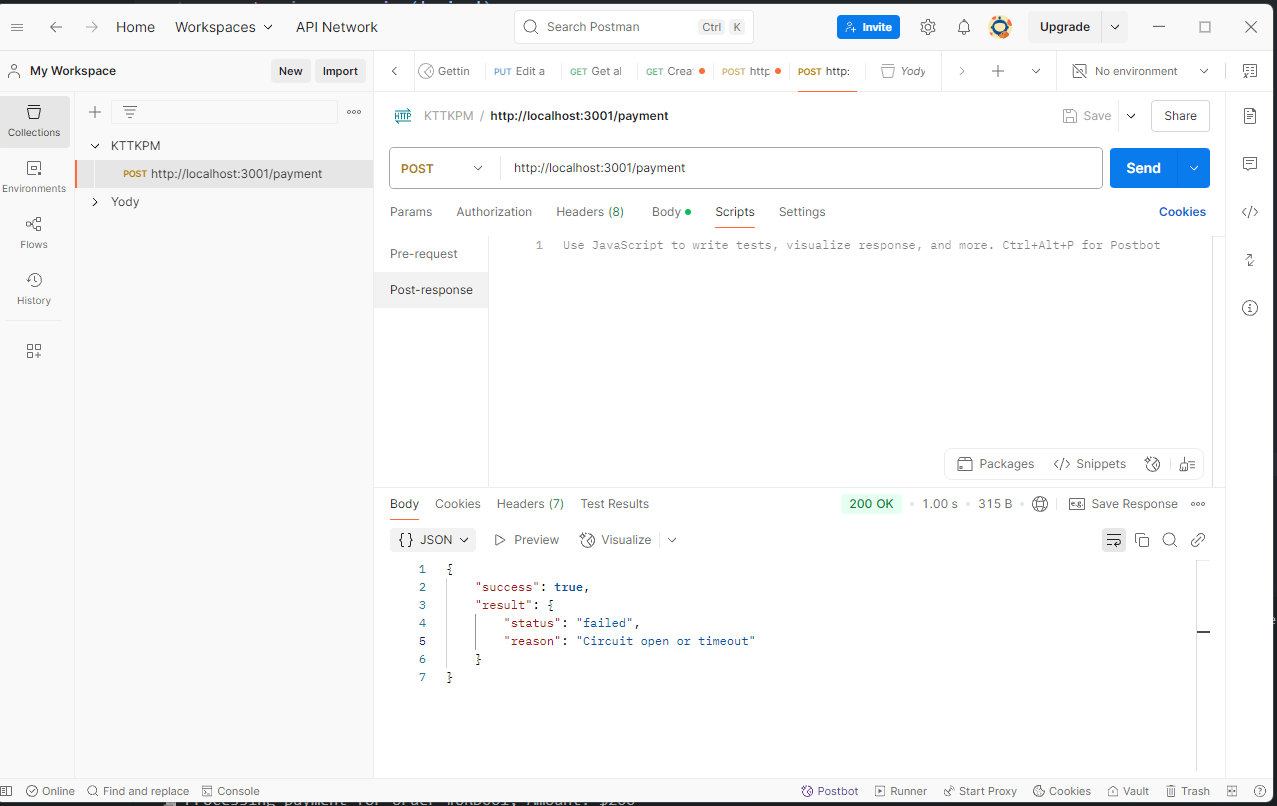 Home
Workspaces
API Network
Search Postman
Ctrl
K
Invite
Upgrade
My Workspace
New
Import
Gettin
PUT Edit a
GET Get al
GET Crea
POST http
POST http:
Yody
No environment
Collections
Environments
Flows
History
KTTKPM
POST http://localhost:3001/payment
Yody
HTTP
KTTKPM / http://localhost:3001/payment
Save
Share
POST
http://localhost:3001/payment
Send
Params
Authorization
Headers (8)
Body
Scripts
Settings
Cookies
Pre-request
Post-response
1 Use JavaScript to write tests, visualize response, and more. Ctrl+Alt+P for Postbot
Packages
</> Snippets
Body
Cookies
Headers (7)
Test Results
200 OK
1.00 s
315 B
e.g.
Save Response
{} JSON
Preview
Visualize
1 {
2 "success": true,
3 "result": {
4 "status": "failed",
5 "reason": "Circuit open or timeout"
6 }
7 }
Online
Find and replace
Console
Postbot
Runner
Start Proxy
Cookies
Vault
Trash